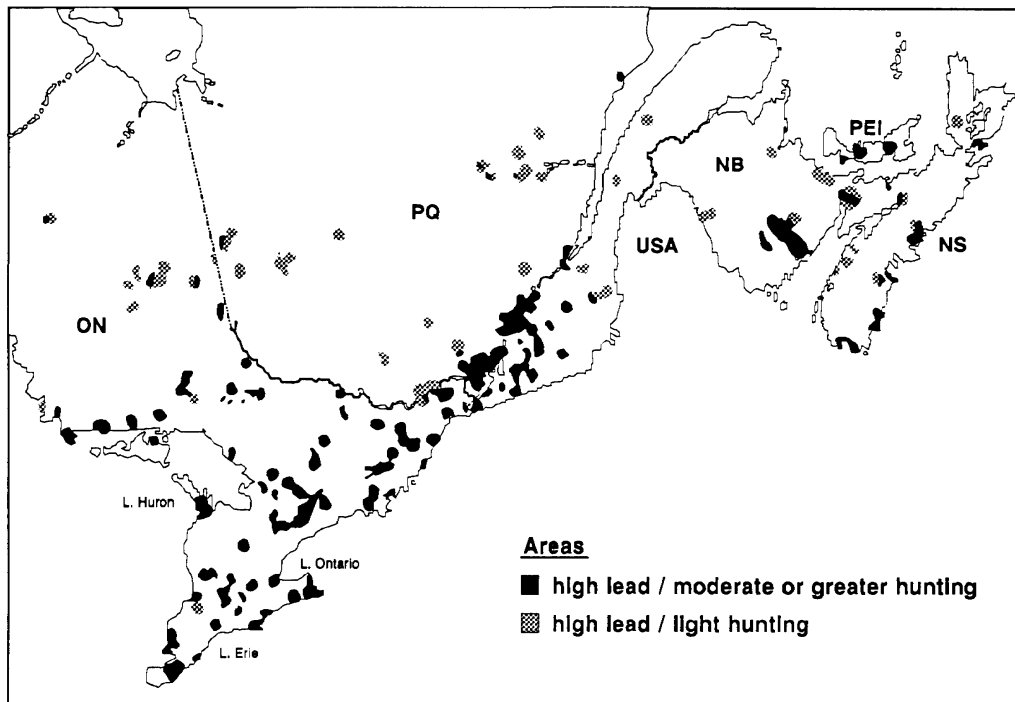 PEI
NB
PQ
USA
NS
ON
L. Huron
L. Ontario
L. Erie
Areas
high lead / moderate or greater hunting
high lead / light hunting